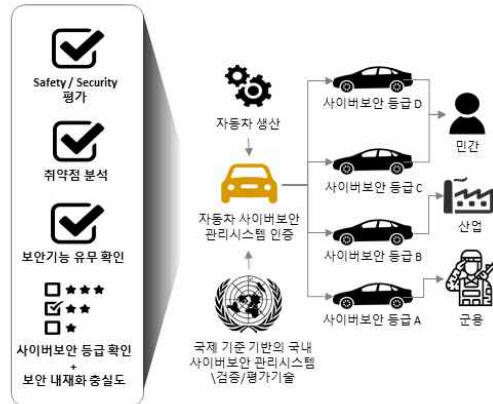 Safety / Security
평가
취약점 분석
보안기능 유무 확인
사이버보안 등급 확인
+
보안 내재화 충실도
자동차 생산
자동차 사이버보안
관리시스템 인증
국제 기준 기반의 국내
사이버보안 관리시스템
\검증/평가기술
사이버보안 등급 D
사이버보안 등급 C
사이버보안 등급 B
사이버보안 등급 A
민간
산업
군용